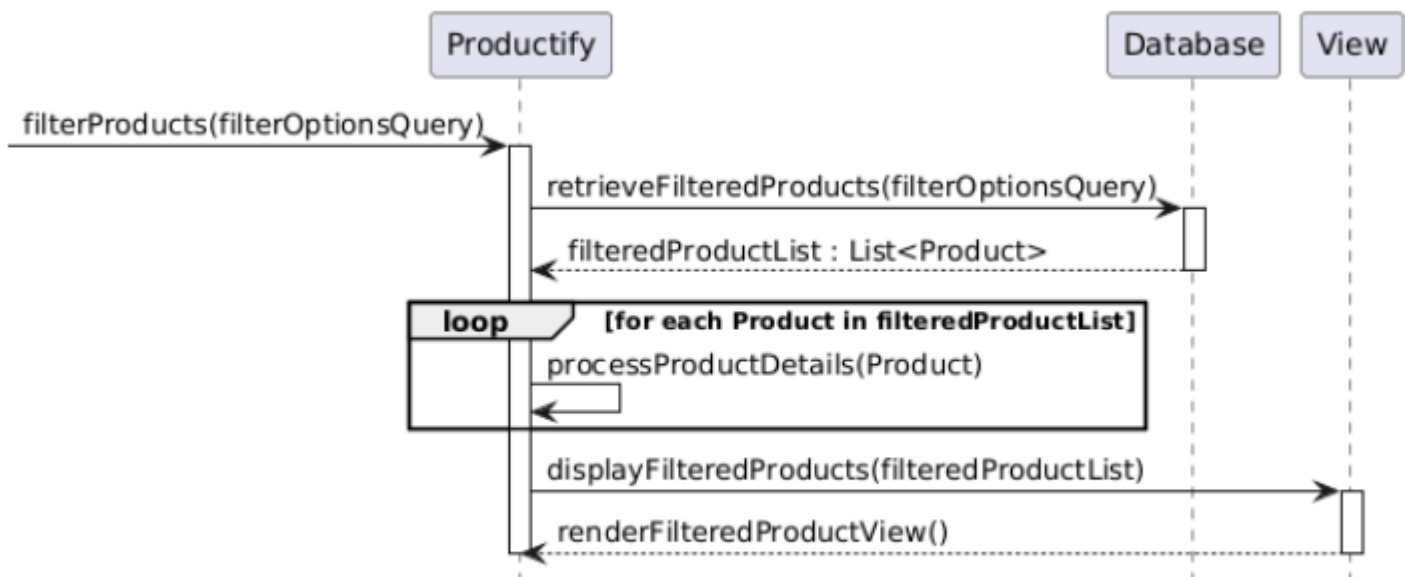 Productify Database View
filterProducts(filterOptionsQuery)
retrieveFilteredProducts(filterOptionsQuery)
filteredProductList : List<Product>
loop [for each Product in filteredProductList]
processProductDetails(Product)
displayFilteredProducts(filteredProductList)
renderFilteredProductView()